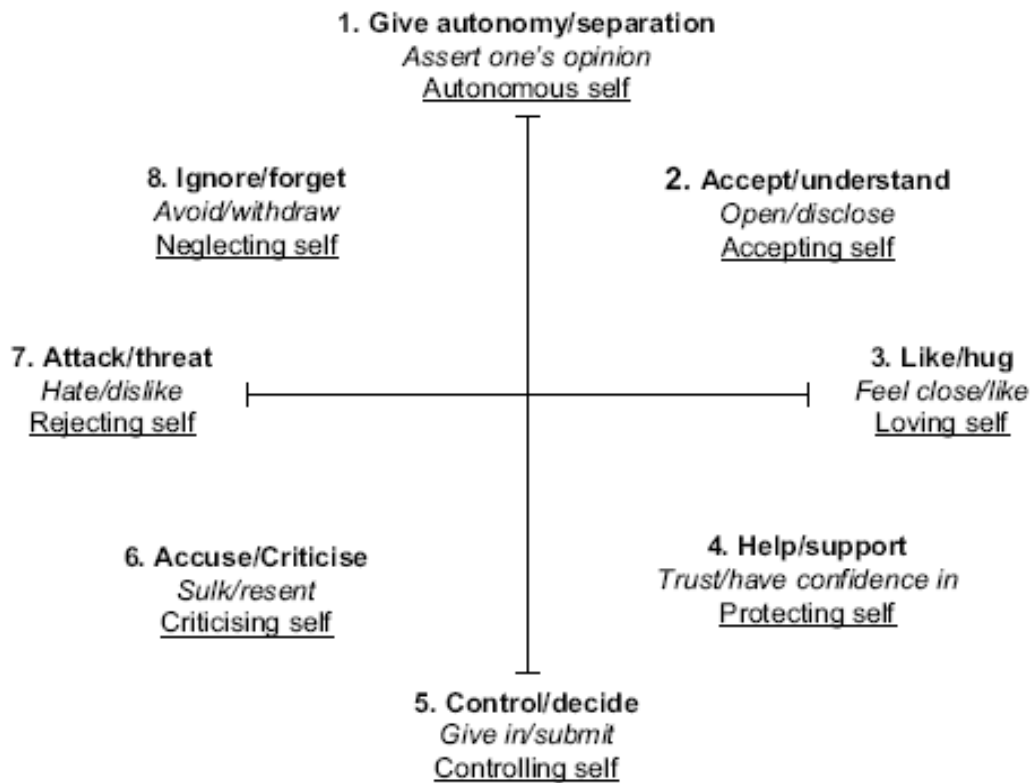 1. Give autonomy/separation
Assert one's opinion
Autonomous self
8. Ignore/forget
Avoid/withdraw
Neglecting self
2. Accept/understand
Open/disclose
Accepting self
7. Attack/threat
Hate/dislike
Rejecting self
3. Like/hug
Feel close/like
Loving self
6. Accuse/Criticise
Sulk/resent
Criticising self
4. Help/support
Trust/have confidence in
Protecting self
5. Control/decide
Give in/submit
Controlling self